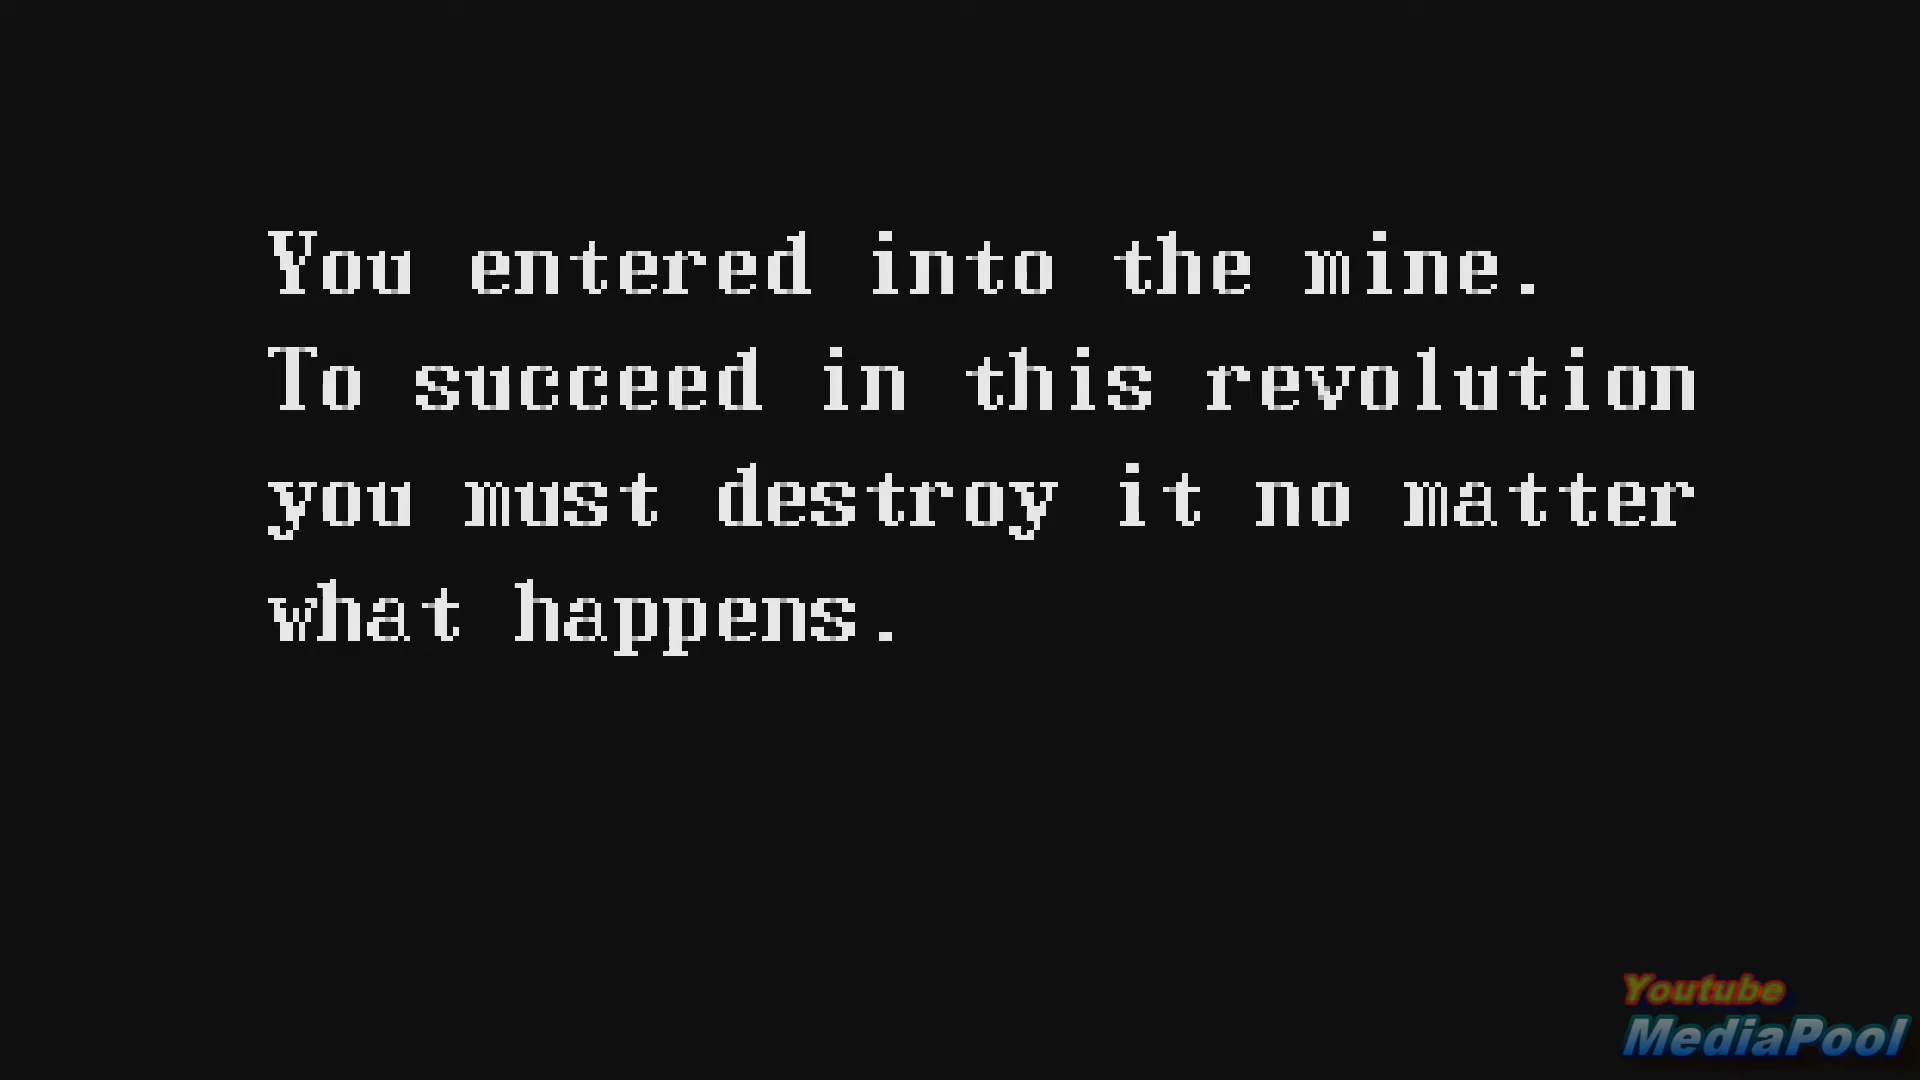 You entered into the mine.
To succeed in this revolution
you must destroy it no matter
what happens.
Youtube
MediaPool